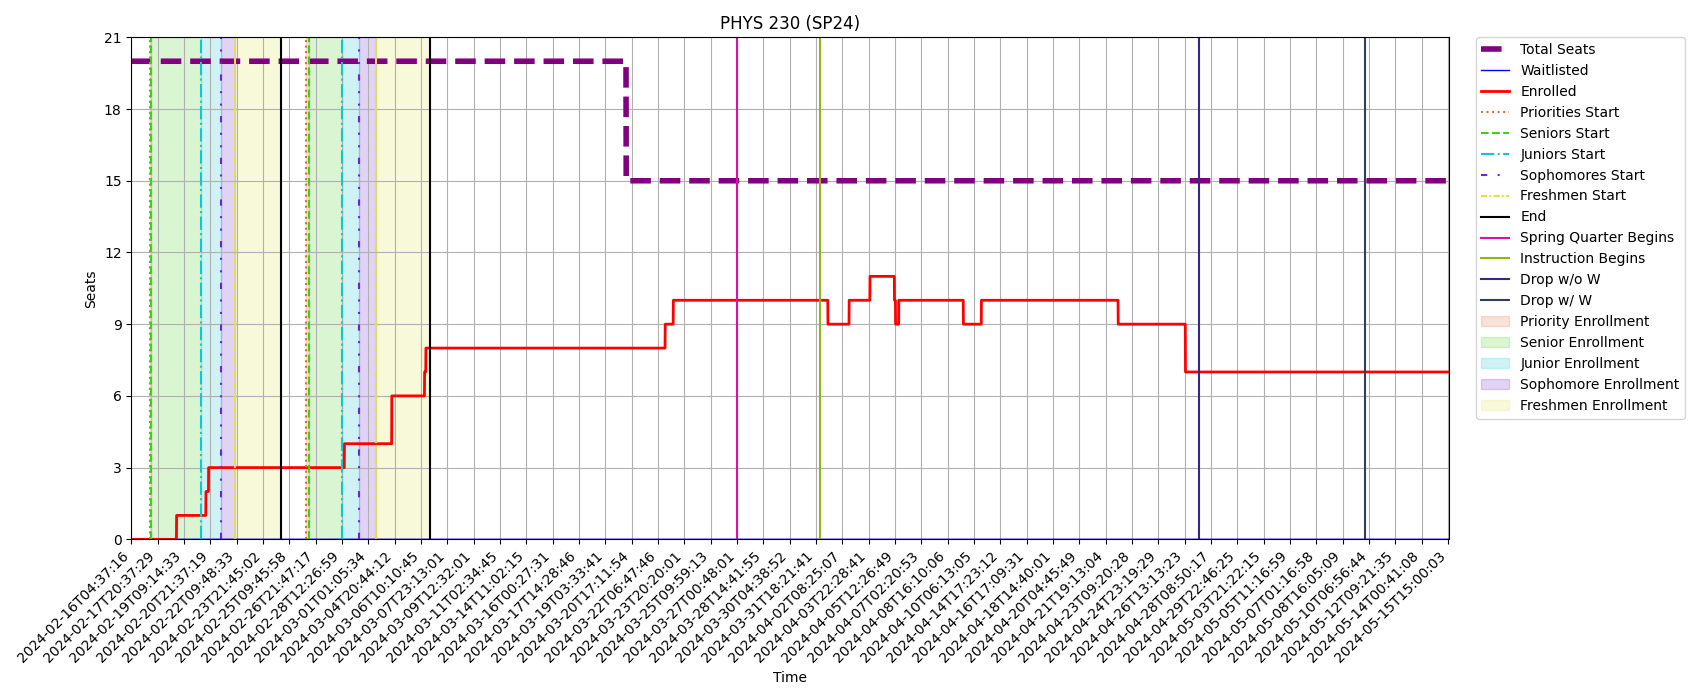 PHYS 230 (SP24)
21
18
15
12
9
6
3
0
Seats
Total Seats
Waitlisted
Enrolled
Priorities Start
Seniors Start
Juniors Start
Sophomores Start
Freshmen Start
End
Spring Quarter Begins
Instruction Begins
Drop w/o W
Drop w/ W
Priority Enrollment
Senior Enrollment
Junior Enrollment
Sophomore Enrollment
Freshmen Enrollment
2024-02-16T04:37:16
2024-02-17T20:37:29
2024-02-19T09:14:33
2024-02-20T21:37:19
2024-02-22T09:48:33
2024-02-23T21:45:02
2024-02-25T09:45:58
2024-02-26T21:47:17
2024-02-28T12:26:59
2024-03-01T01:05:34
2024-03-04T20:44:12
2024-03-06T10:10:45
2024-03-07T23:13:01
2024-03-09T12:32:01
2024-03-11T02:34:45
2024-03-14T11:02:15
2024-03-16T00:27:31
2024-03-17T14:28:46
2024-03-19T03:33:41
2024-03-20T17:11:54
2024-03-22T06:47:46
2024-03-23T20:20:01
2024-03-25T09:59:13
2024-03-27T00:48:01
2024-03-28T14:41:55
2024-03-30T04:38:52
2024-03-31T18:21:41
2024-04-02T08:25:07
2024-04-03T22:28:41
2024-04-05T12:26:49
2024-04-07T02:20:53
2024-04-08T16:10:06
2024-04-10T06:13:05
2024-04-14T17:23:12
2024-04-16T17:09:31
2024-04-18T14:40:01
2024-04-20T04:45:49
2024-04-21T19:13:04
2024-04-23T09:20:28
2024-04-24T23:19:29
2024-04-26T13:13:23
2024-04-28T08:50:17
2024-04-29T22:46:25
2024-05-03T21:22:15
2024-05-05T11:16:59
2024-05-07T01:16:58
2024-05-08T16:05:09
2024-05-10T06:56:44
2024-05-12T09:21:35
2024-05-14T00:41:08
2024-05-15T15:00:03
Time